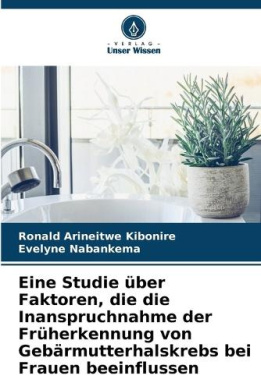 VERLAG
Unser Wissen
Ronald Arineitwe Kibonire
Evelyne Nabankema
Eine Studie über
Faktoren, die die
Inanspruchnahme der
Früherkennung von
Gebärmutterhalskrebs bei
Frauen beeinflussen